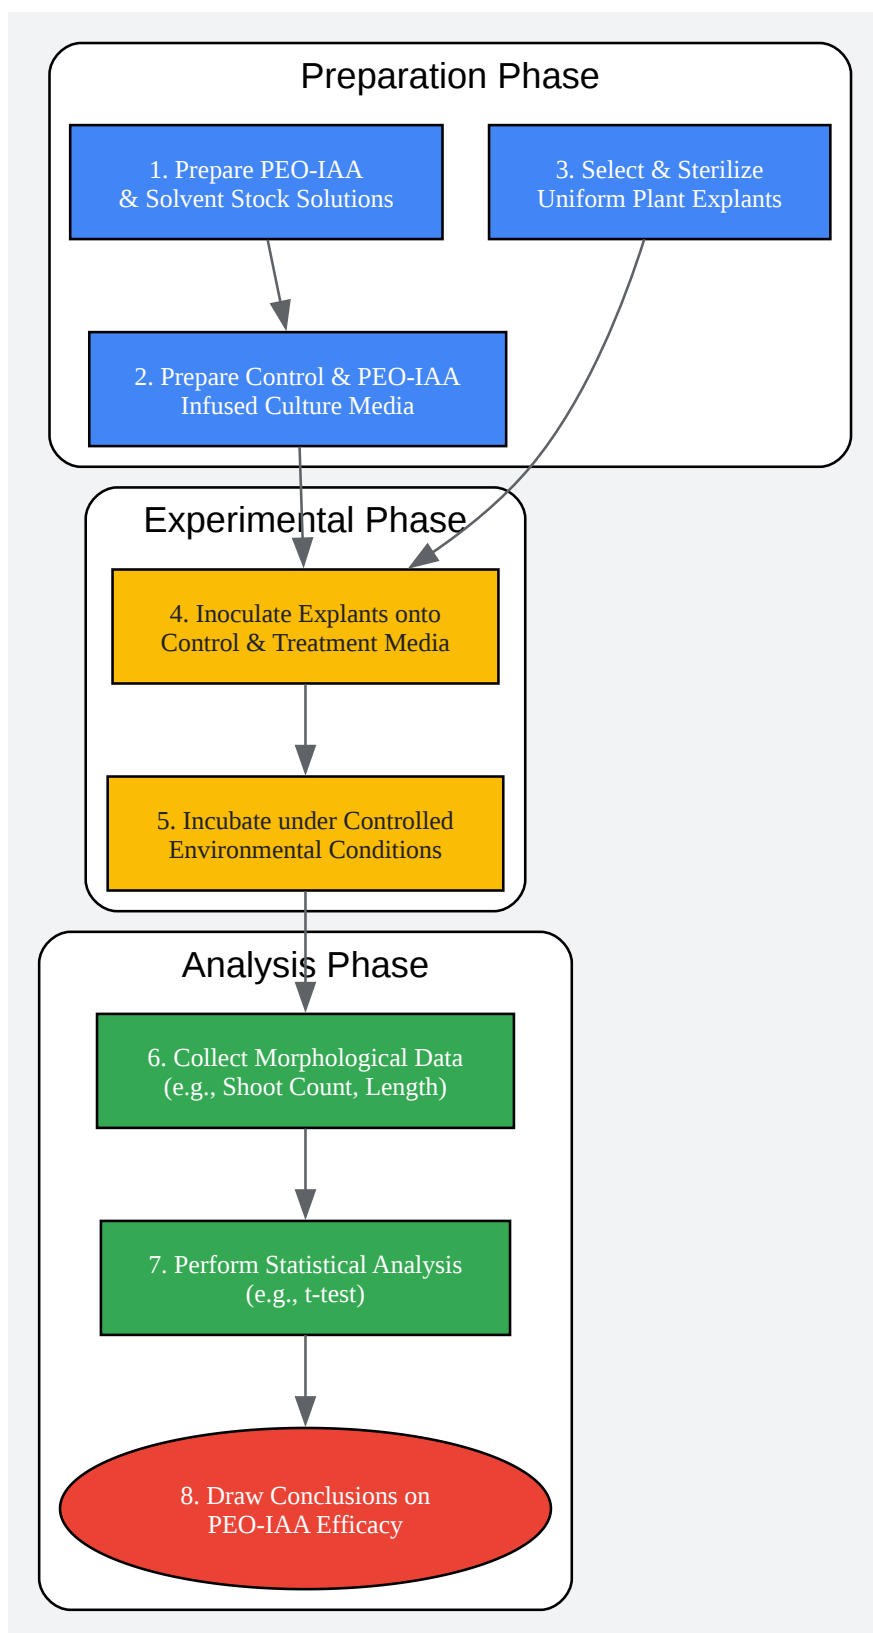 Preparation Phase
1. Prepare PEO-IAA
& Solvent Stock Solutions
3. Select & Sterilize
Uniform Plant Explants
2. Prepare Control & PEO-IAA
Infused Culture Media
Experimental Phase
4. Inoculate Explants onto
Control & Treatment Media
5. Incubate under Controlled
Environmental Conditions
Analysis Phase
6. Collect Morphological Data
(e.g., Shoot Count, Length)
7. Perform Statistical Analysis
(e.g., t-test)
8. Draw Conclusions on
PEO-IAA Efficacy